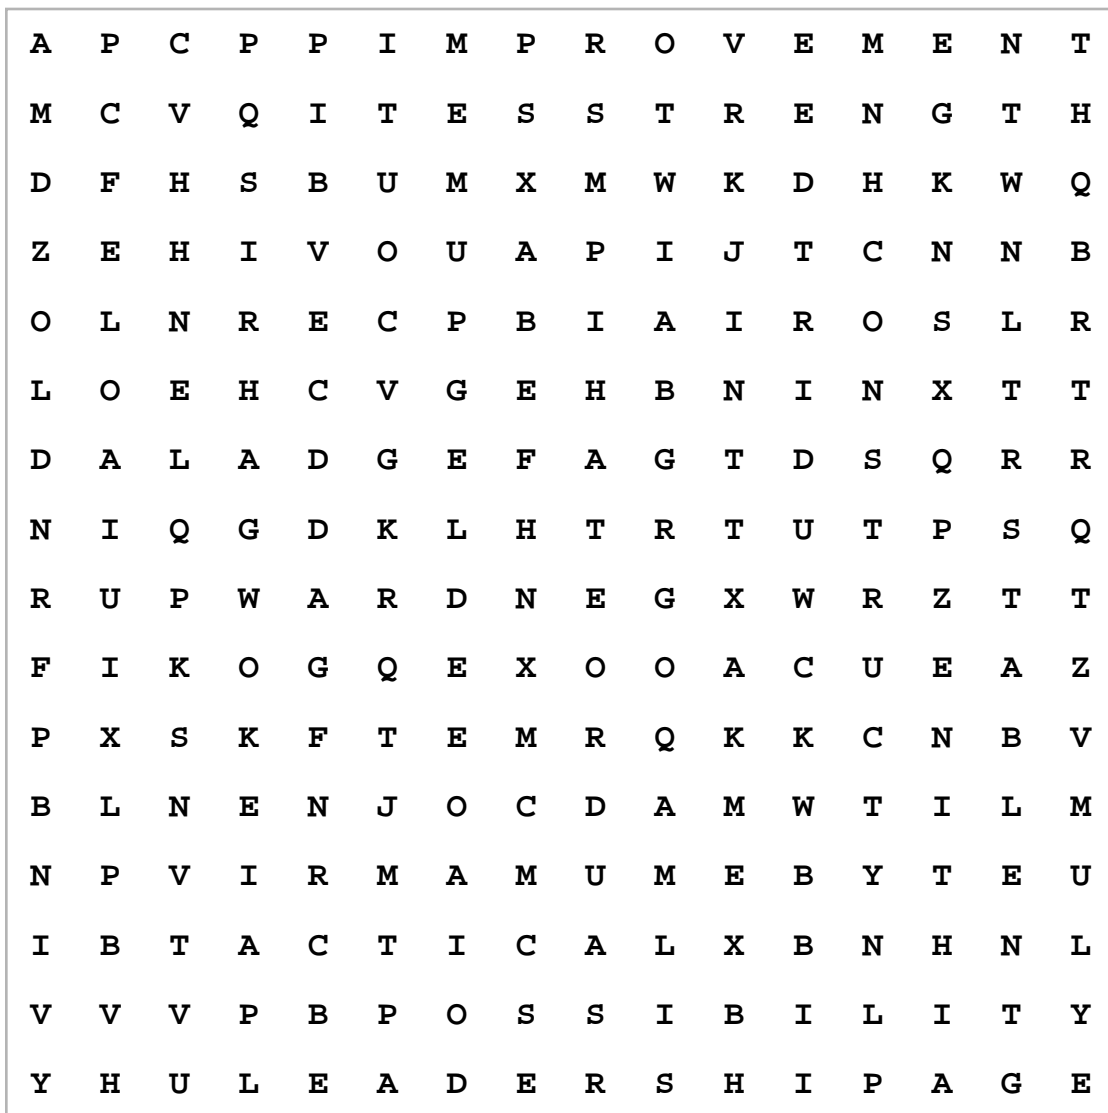 A P C P P I M P R O V E M E N T
M C V Q I T E S S T R E N G T H
D F H S B U M X M W K D H K W Q
Z E H I V O U A P I J T C N N B
O L N R E C P B I A I R O S L R
L O E H C V G E H B N I N X T T
D A L A D G E F A G T D S Q R R
N I Q G D K L H T R T U T P S Q
R U P W A R D N E G X W R Z T T
F I K O G Q E X O O A C U E A Z
P X S K F T E M R Q K K C N B V
B L N E N J O C D A M W T I L M
N P V I R M A M U M E B Y T E U
I B T A C T I C A L X B N H N L
V V V P B P O S S I B I L I T Y
Y H U L E A D E R S H I P A G E